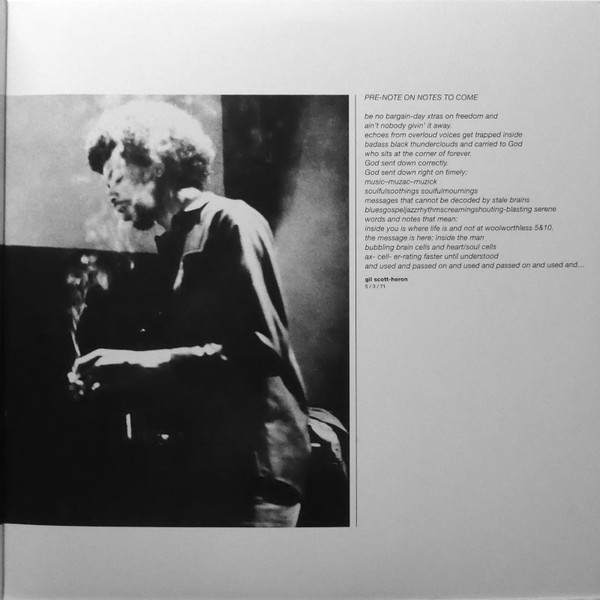 PRE-NOTE ON NOTES TO COME
be no bargain-day xtras on freedom and
ain't nobody givin' it away.
echoes from overloud voices get trapped inside
badass black thunderclouds and carried to God
who sits at the corner of forever.
God sent down correctly.
God sent down right on timely:
music-muzac-muzick
soulfulsoothings soulfulmournings
messages that cannot be decoded by stale brains
bluesgospeljazzrhythmscreamingshouting-blasting serene
words and notes that mean:
inside you is where life is and not at woolworthless 5&10.
the message is here: inside the man
bubbling brain cells and heart/soul cells
ax- cell- er-rating faster until understood
and used and passed on and used and passed on and used and...
gil scott-heron
5/3/71